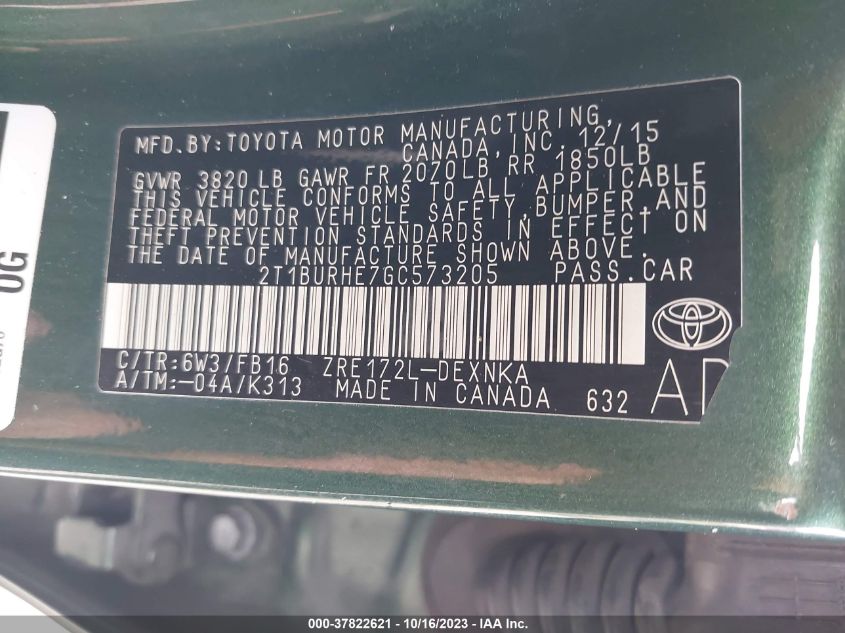 MFD. BY: TOYOTA MOTOR MANUFACTURING,
CANADA, INC. 12/15
GVWR 3820 LB GAWR FR 2070LB RR 1850LB
THIS VEHICLE CONFORMS TO ALL APPLICABLE
FEDERAL MOTOR VEHICLE SAFETY, BUMPER, AND
THEFT PREVENTION STANDARDS IN EFFECT ON
THE DATE OF MANUFACTURE SHOWN ABOVE.
2T1BURHE7GC573205 PASS.CAR
C/TR:6W3/FB16 ZRE172L-DEXNKA
A/TM:-04A/K313 MADE IN CANADA 632
OG
000-37822621 - 10/16/2023 - IAA Inc.